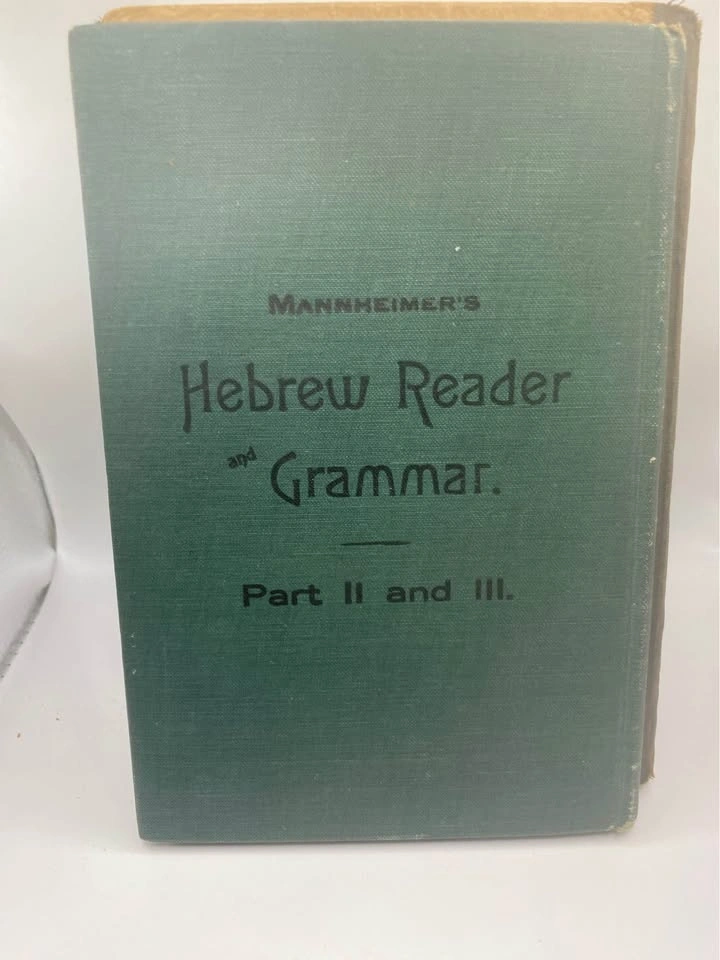 MANNHEIMER'S
Hebrew Reader
and Grammar.
Part II and III.